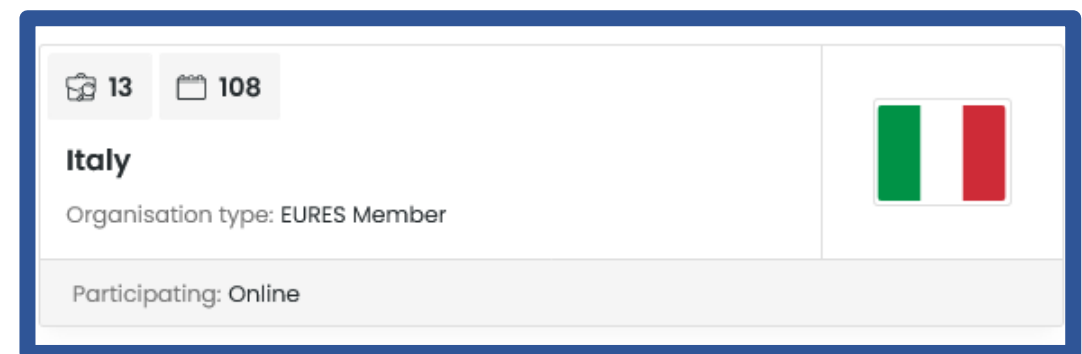 13 108
Italy
Organisation type: EURES Member
Participating: Online